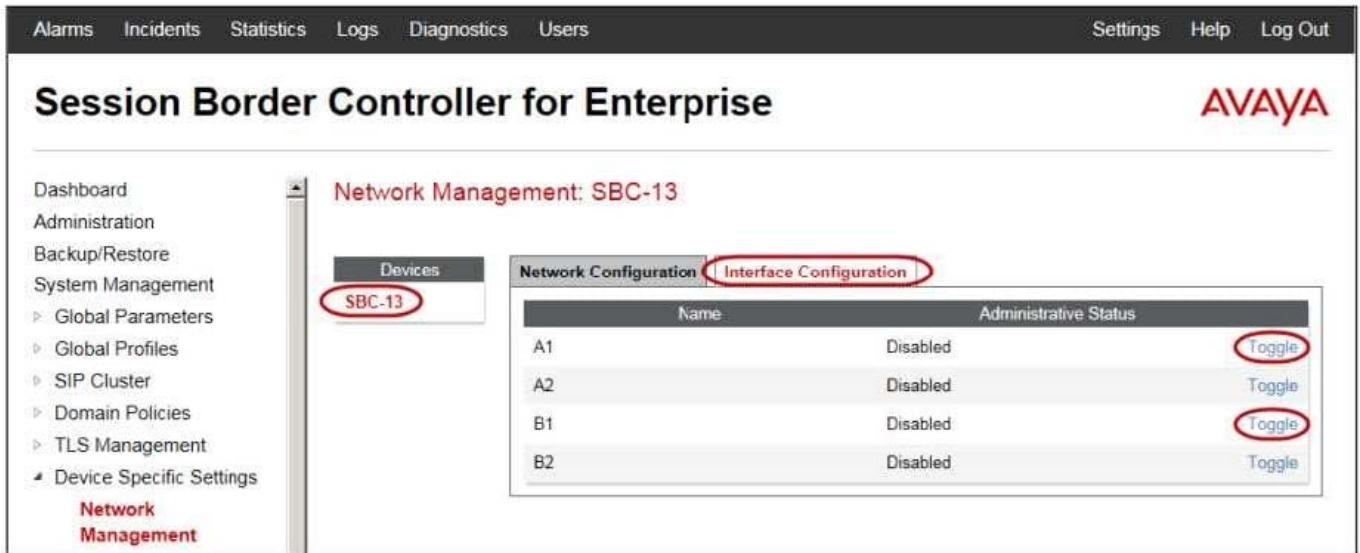 Alarms Incidents Statistics Logs Diagnostics Users Settings Help Log Out
Session Border Controller for Enterprise
AVAYA
Dashboard
Administration
Backup/Restore
System Management
Global Parameters
Global Profiles
SIP Cluster
Domain Policies
TLS Management
Device Specific Settings
Network
Management
Network Management: SBC-13
Devices
SBC-13
Network Configuration Interface Configuration
Name Administrative Status
A1 Disabled Toggle
A2 Disabled Toggle
B1 Disabled Toggle
B2 Disabled Toggle